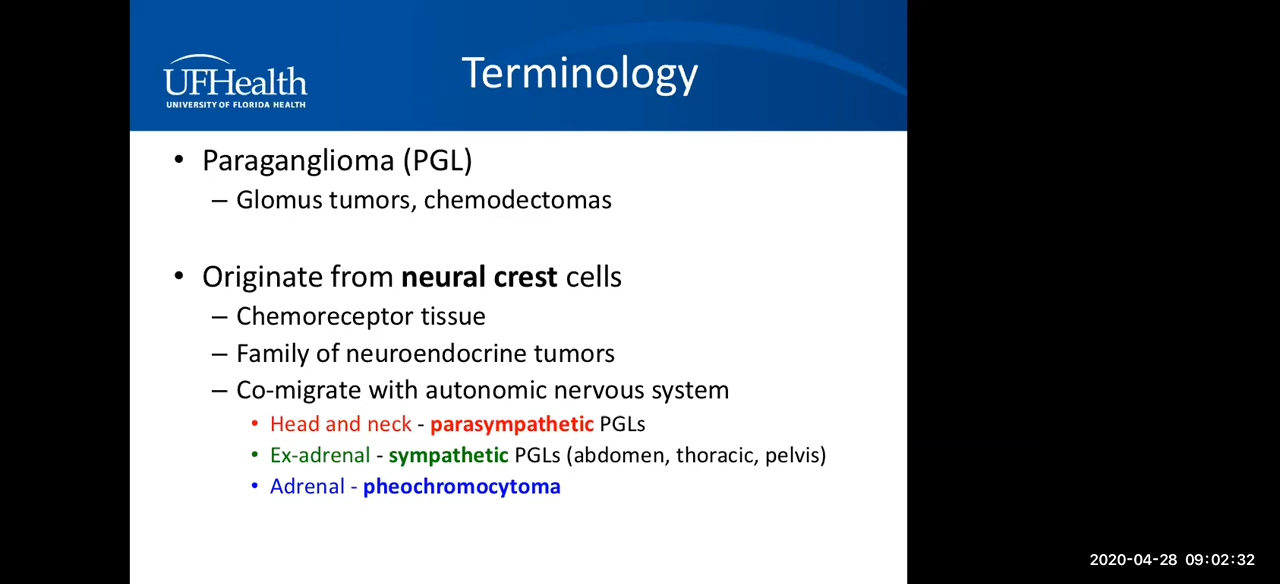 UFHealth
UNIVERSITY OF FLORIDA HEALTH
Terminology
• Paraganglioma (PGL)
– Glomus tumors, chemodectomas
• Originate from neural crest cells
– Chemoreceptor tissue
– Family of neuroendocrine tumors
– Co-migrate with autonomic nervous system
• Head and neck - parasympathetic PGLs
• Ex-adrenal - sympathetic PGLs (abdomen, thoracic, pelvis)
• Adrenal - pheochromocytoma
2020-04-28 09:02:32